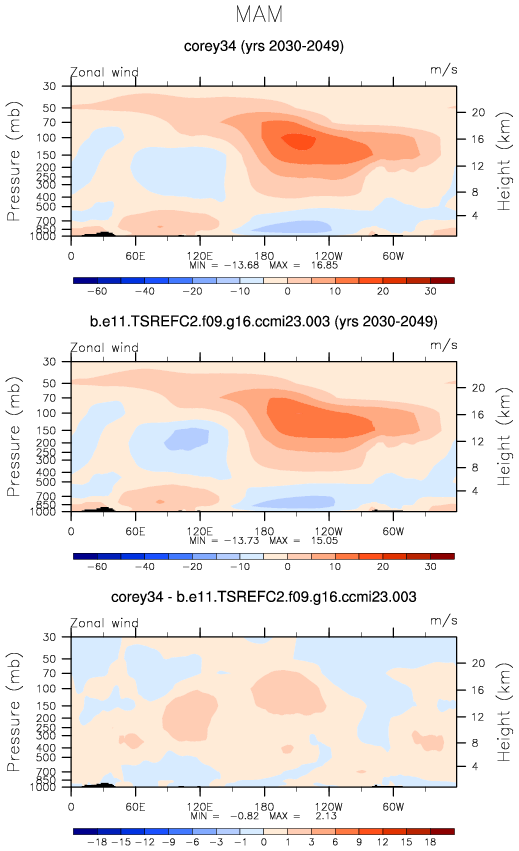 MAM
corey34 (yrs 2030-2049)
Zonal wind m/s
Pressure (mb)
30
50
70
100
150
200
250
300
400
500
700
850
1000
20
16
12
8
4
Height (km)
0 60E 120E 180 120W 60W
MIN = -13.68 MAX = 16.85
-60 -40 -20 -10 0 10 15 20 30
b.e11.TSREFC2.f09.g16.ccmi23.003 (yrs 2030-2049)
Zonal wind m/s
Pressure (mb)
30
50
70
100
150
200
250
300
400
500
700
850
1000
20
16
12
8
4
Height (km)
0 60E 120E 180 120W 60W
MIN = -13.73 MAX = 15.05
-60 -40 -20 -10 0 10 15 20 30
corey34 - b.e11.TSREFC2.f09.g16.ccmi23.003
Zonal wind m/s
Pressure (mb)
30
50
70
100
150
200
250
300
400
500
700
850
1000
20
16
12
8
4
Height (km)
0 60E 120E 180 120W 60W
MIN = -0.82 MAX = 2.13
-18 -15 -12 -9 -6 -3 -1 0 1 3 6 9 12 15 18